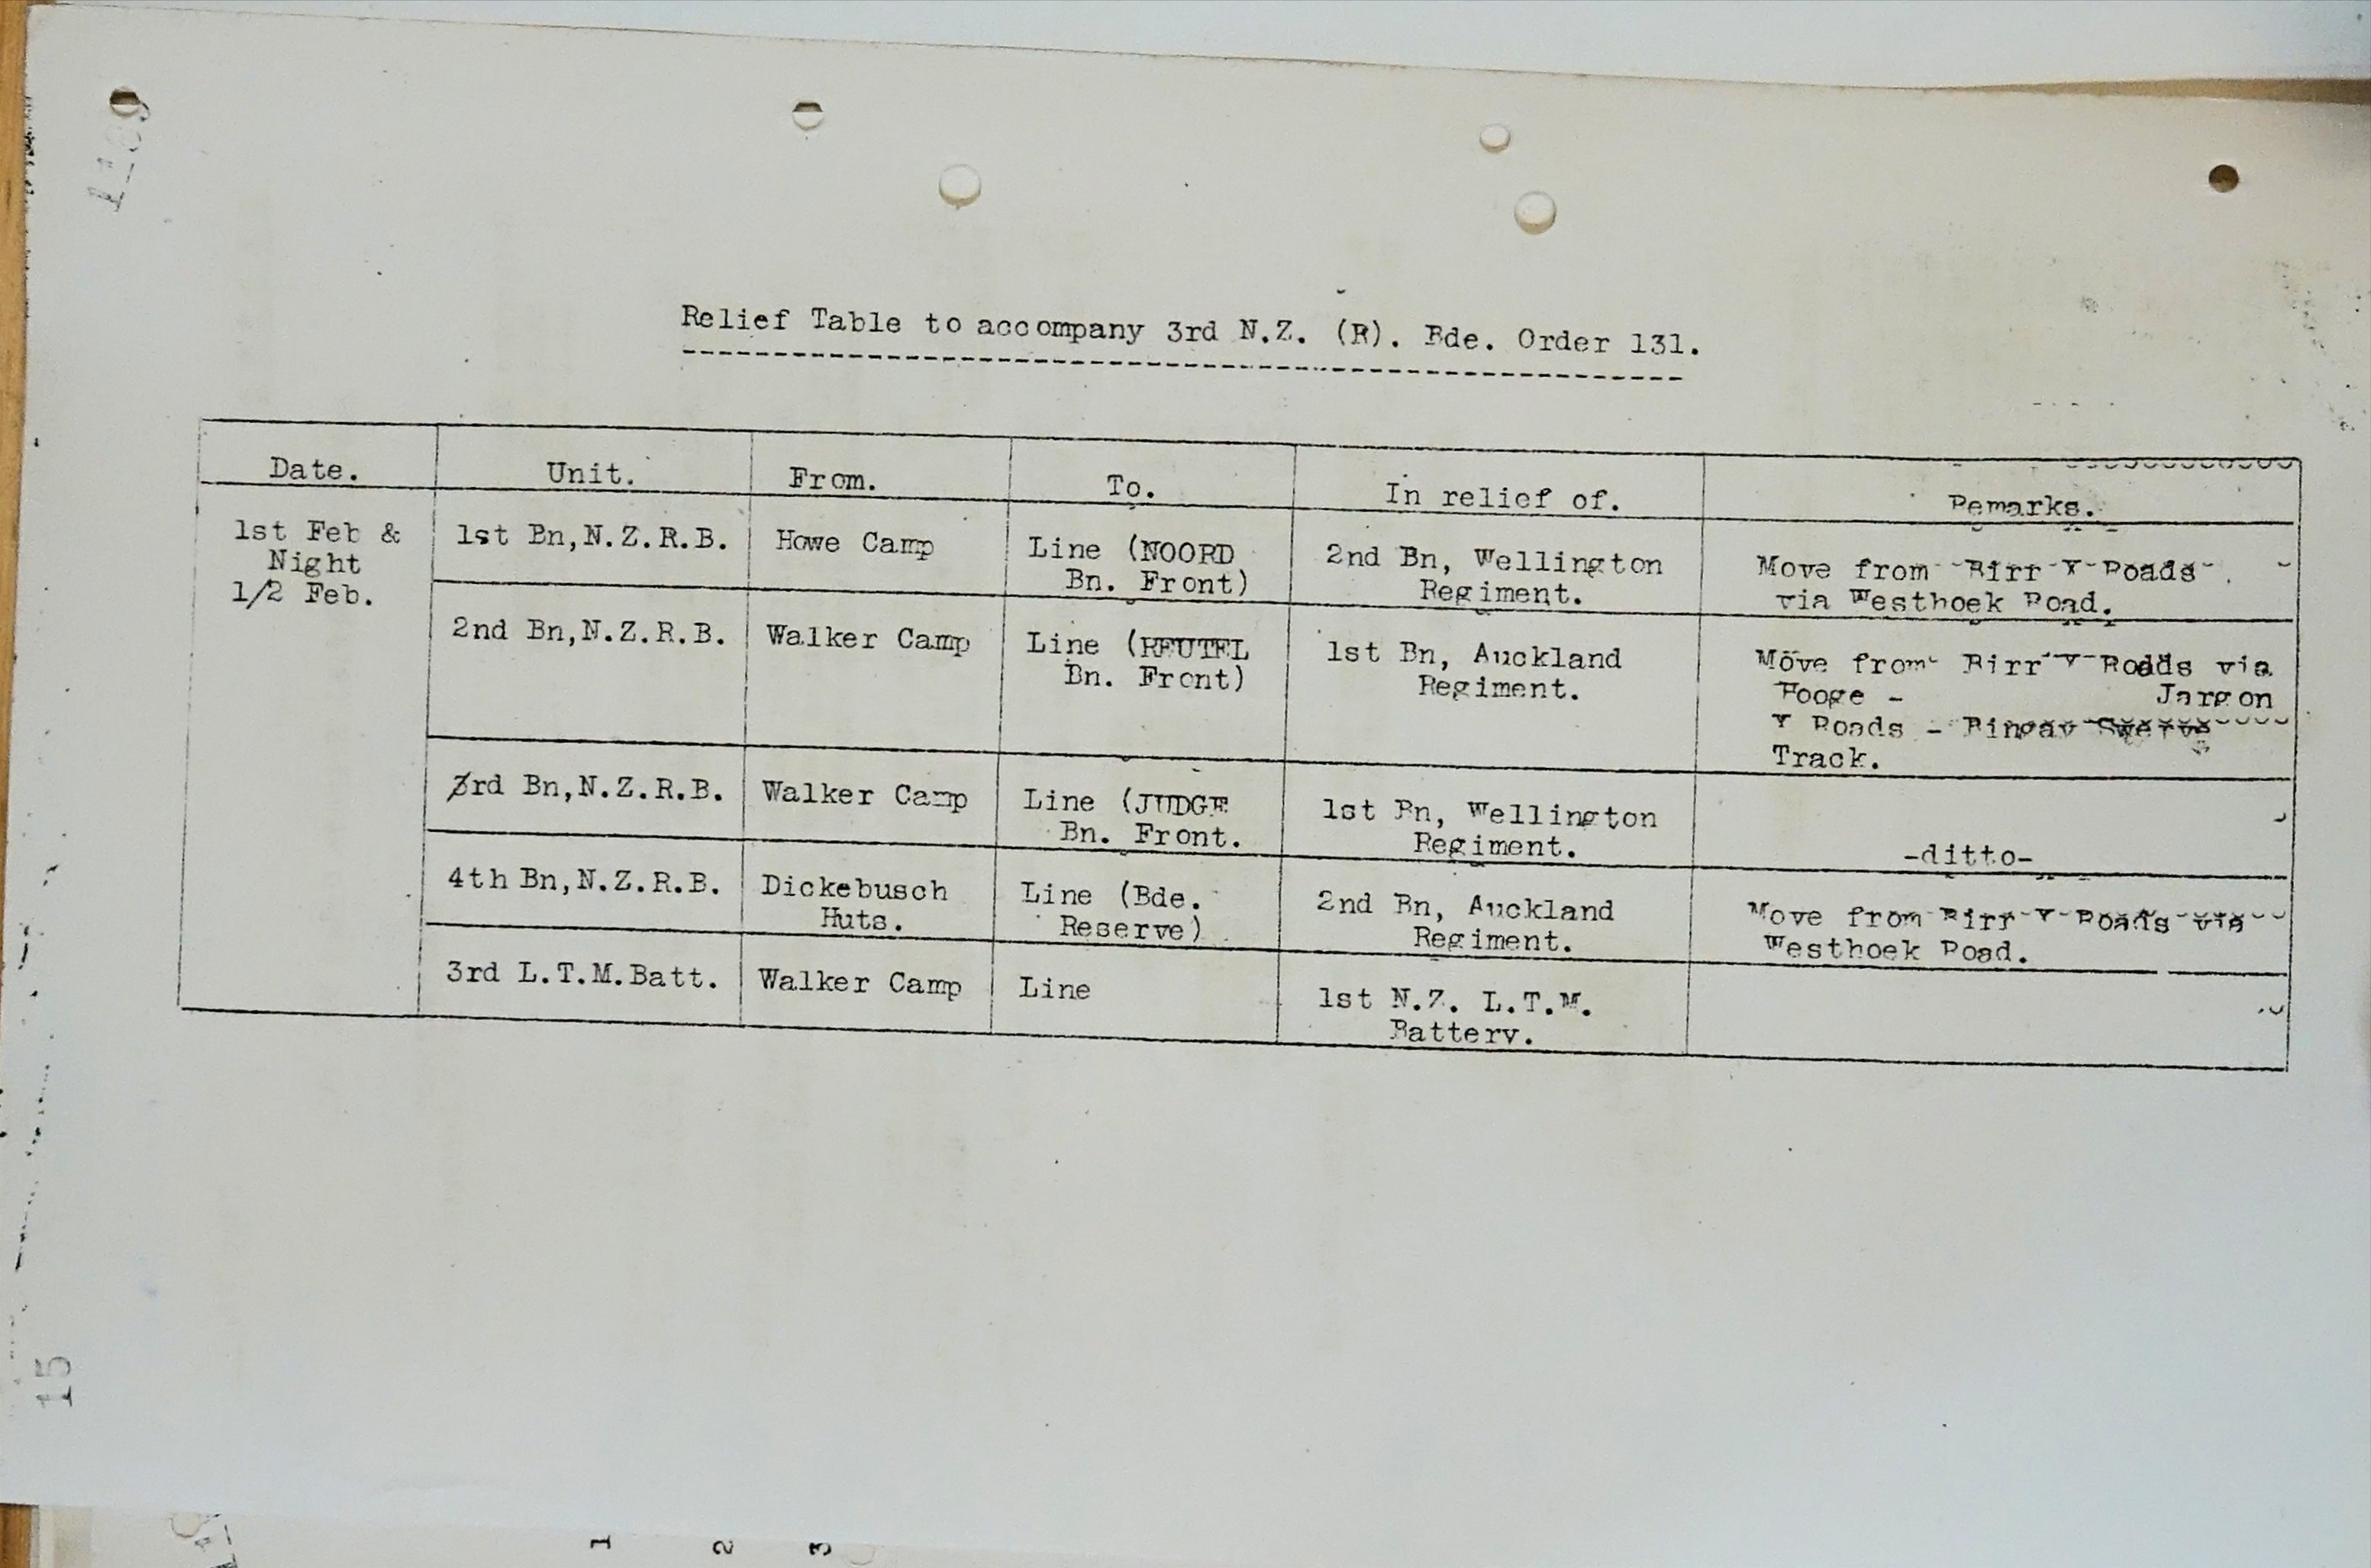 1189
Relief Table to accompany 3rd N.Z. (R). Bde. Order 131.
Date. Unit. From. To. In relief of. Remarks.
1st Feb & Night 1/2 Feb.
1st Bn,N.Z.R.B. Howe Camp Line (NOORD Bn. Front) 2nd Bn, Wellington Regiment. Move from Birr X Roads via Westhoek Road.
2nd Bn,N.Z.R.B. Walker Camp Line (REUTEL Bn. Front) 1st Bn, Auckland Regiment. Move from Birr X Roads via Hooge - Jargon X Roads - Track.
3rd Bn,N.Z.R.B. Walker Camp Line (JUDGE Bn. Front. 1st Bn, Wellington Regiment. -ditto-
4th Bn,N.Z.R.B. Dickebusch Huts. Line (Bde. Reserve) 2nd Bn, Auckland Regiment. Move from Birr X Roads via Westhoek Road.
3rd L.T.M.Batt. Walker Camp Line 1st N.Z. L.T.M. Battery.
15
1
2
3